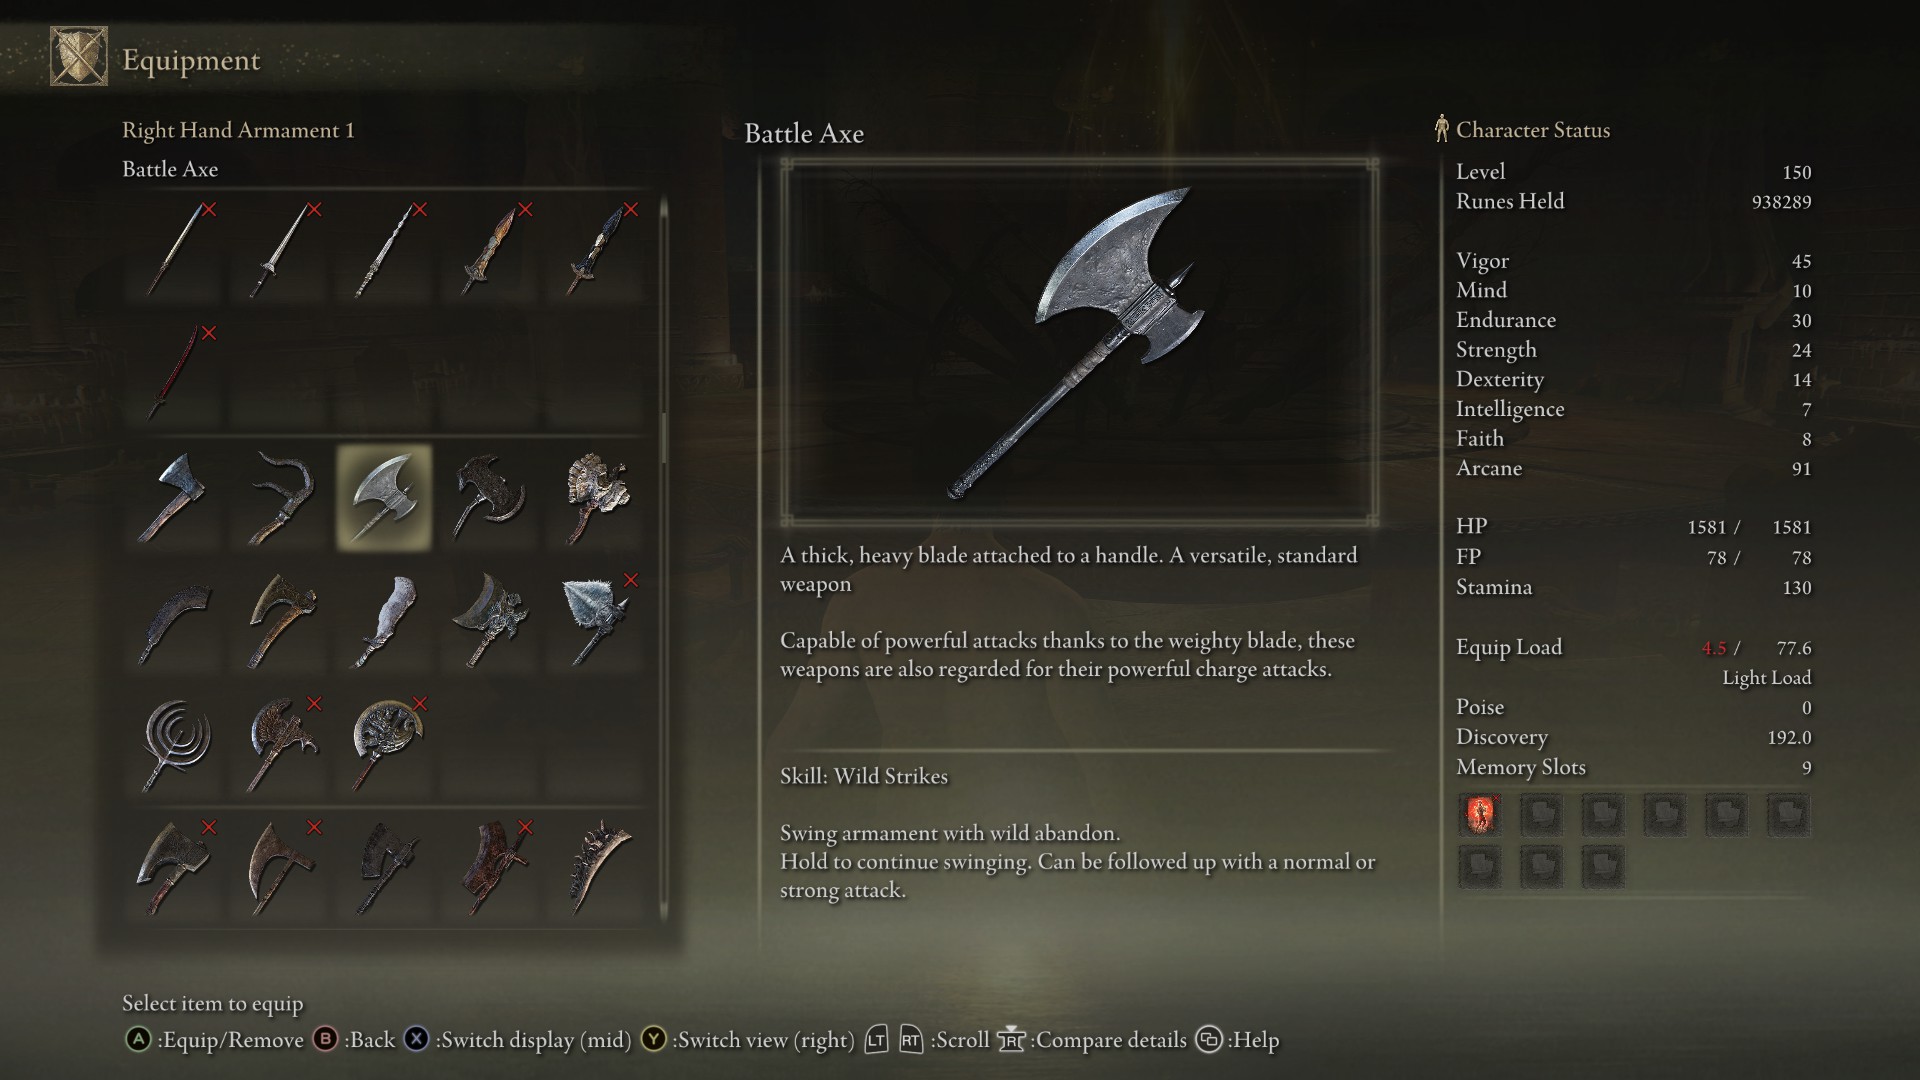 Equipment
Right Hand Armament 1
Battle Axe
Battle Axe
A thick, heavy blade attached to a handle. A versatile, standard
weapon
Capable of powerful attacks thanks to the weighty blade, these
weapons are also regarded for their powerful charge attacks.
Skill: Wild Strikes
Swing armament with wild abandon.
Hold to continue swinging. Can be followed up with a normal or
strong attack.
Character Status
Level 150
Runes Held 938289
Vigor 45
Mind 10
Endurance 30
Strength 24
Dexterity 14
Intelligence 7
Faith 8
Arcane 91
HP 1581 / 1581
FP 78 / 78
Stamina 130
Equip Load 4.5 / 77.6
Light Load
Poise 0
Discovery 192.0
Memory Slots 9
Select item to equip
A :Equip/Remove B :Back X :Switch display (mid) Y :Switch view (right) LT RT :Scroll R :Compare details :Help